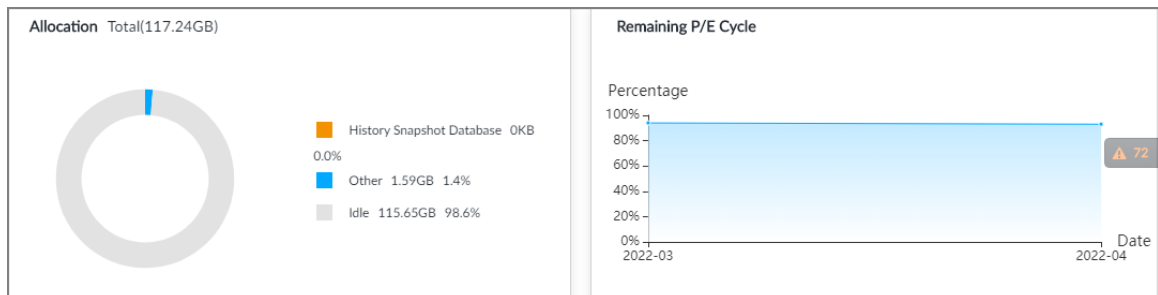 Allocation Total(117.24GB)
History Snapshot Database 0KB
0.0%
Other 1.59GB 1.4%
Idle 115.65GB 98.6%
Remaining P/E Cycle
Percentage
100%
80%
60%
40%
20%
0%
2022-03
2022-04
Date
72